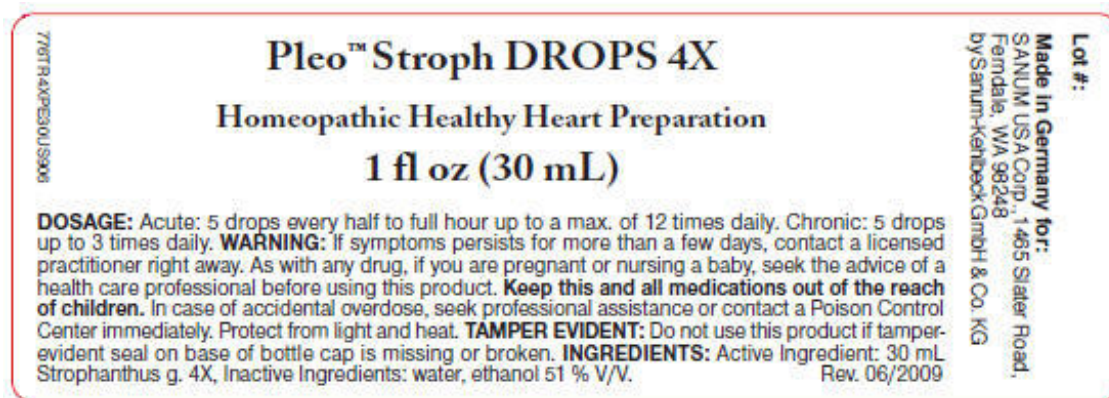 776TR4XPE30US906
Pleo™ Stroph DROPS 4X
Homeopathic Healthy Heart Preparation
1 fl oz (30 mL)
DOSAGE: Acute: 5 drops every half to full hour up to a max. of 12 times daily. Chronic: 5 drops
up to 3 times daily. WARNING: If symptoms persists for more than a few days, contact a licensed
practitioner right away. As with any drug, if you are pregnant or nursing a baby, seek the advice of a
health care professional before using this product. Keep this and all medications out of the reach
of children. In case of accidental overdose, seek professional assistance or contact a Poison Control
Center immediately. Protect from light and heat. TAMPER EVIDENT: Do not use this product if tamper-
evident seal on base of bottle cap is missing or broken. INGREDIENTS: Active Ingredient: 30 mL
Strophanthus g. 4X, Inactive Ingredients: water, ethanol 51 % V/V. Rev. 06/2009
Lot #:
Made in Germany for:
SANUM USA Corp., 1465 Slater Road,
Ferndale, WA 98248
by Sanum-Kehlbeck GmbH & Co. KG